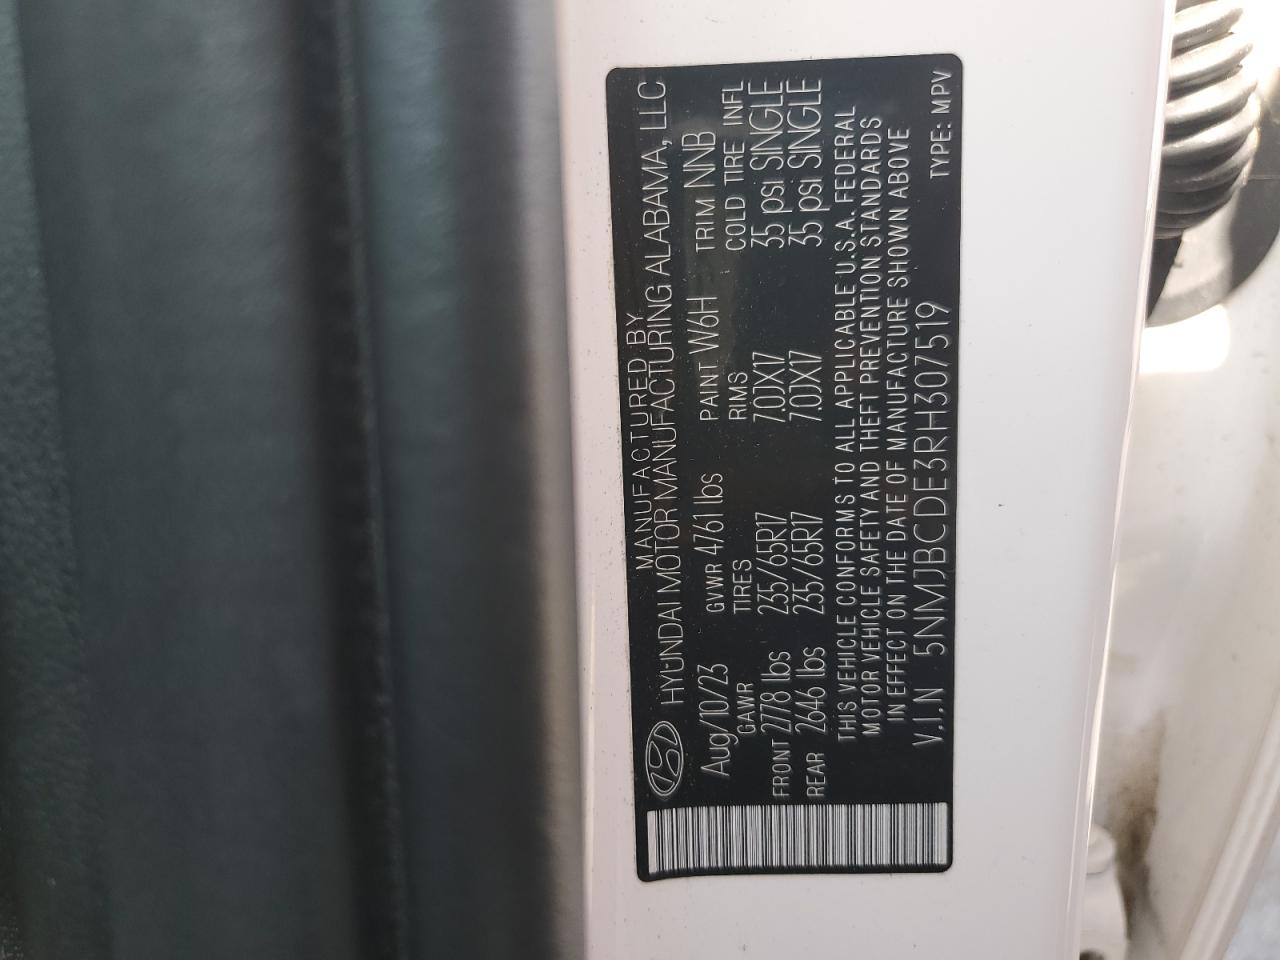 MANUFACTURED BY
HYUNDAI MOTOR MANUFACTURING ALABAMA, LLC
Aug/10/23 GVWR 4761 lbs PAINT W6H TRIM NNB
GAWR TIRES RIMS COLD TIRE INFL
FRONT 2778 lbs 235/65R17 7.0JX17 35 psi SINGLE
REAR 2646 lbs 235/65R17 7.0JX17 35 psi SINGLE
THIS VEHICLE CONFORMS TO ALL APPLICABLE U.S.A. FEDERAL
MOTOR VEHICLE SAFETY AND THEFT PREVENTION STANDARDS
IN EFFECT ON THE DATE OF MANUFACTURE SHOWN ABOVE
V.I.N 5NMJBCDE3RH307519 TYPE: MPV